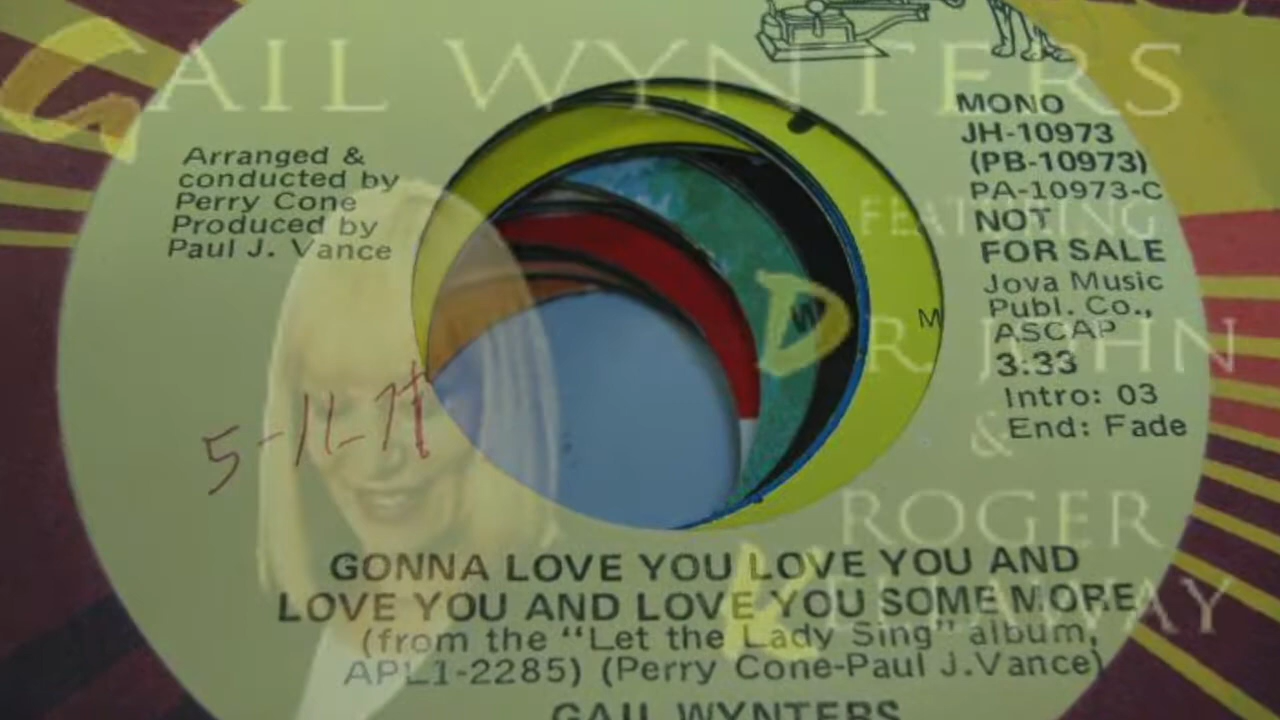 GAIL WYNTERS
FEATURING
DR. JOHN
&
ROGER
KELLAWAY
Arranged &
conducted by
Perry Cone
Produced by
Paul J. Vance
MONO
JH-10973
(PB-10973)
PA-10973-C
NOT
FOR SALE
Jova Music
Publ. Co.,
ASCAP
3:33
Intro: 03
End: Fade
GONNA LOVE YOU LOVE YOU AND
LOVE YOU AND LOVE YOU SOME MORE
(from the "Let the Lady Sing" album,
APL1-2285) (Perry Cone-Paul J.Vance)
GAIL WYNTERS